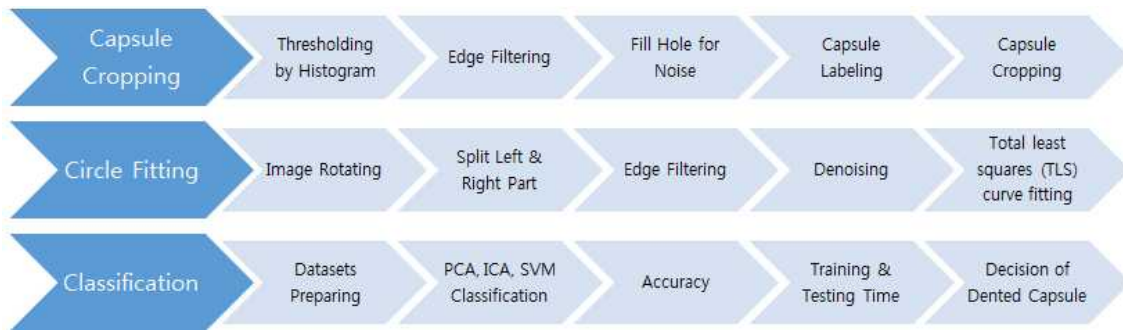 Capsule
Cropping
Thresholding
by Histogram
Edge Filtering
Fill Hole for
Noise
Capsule
Labeling
Capsule
Cropping
Circle Fitting
Image Rotating
Split Left &
Right Part
Edge Filtering
Denoising
Total least
squares (TLS)
curve fitting
Classification
Datasets
Preparing
PCA, ICA, SVM
Classification
Accuracy
Training &
Testing Time
Decision of
Dented Capsule